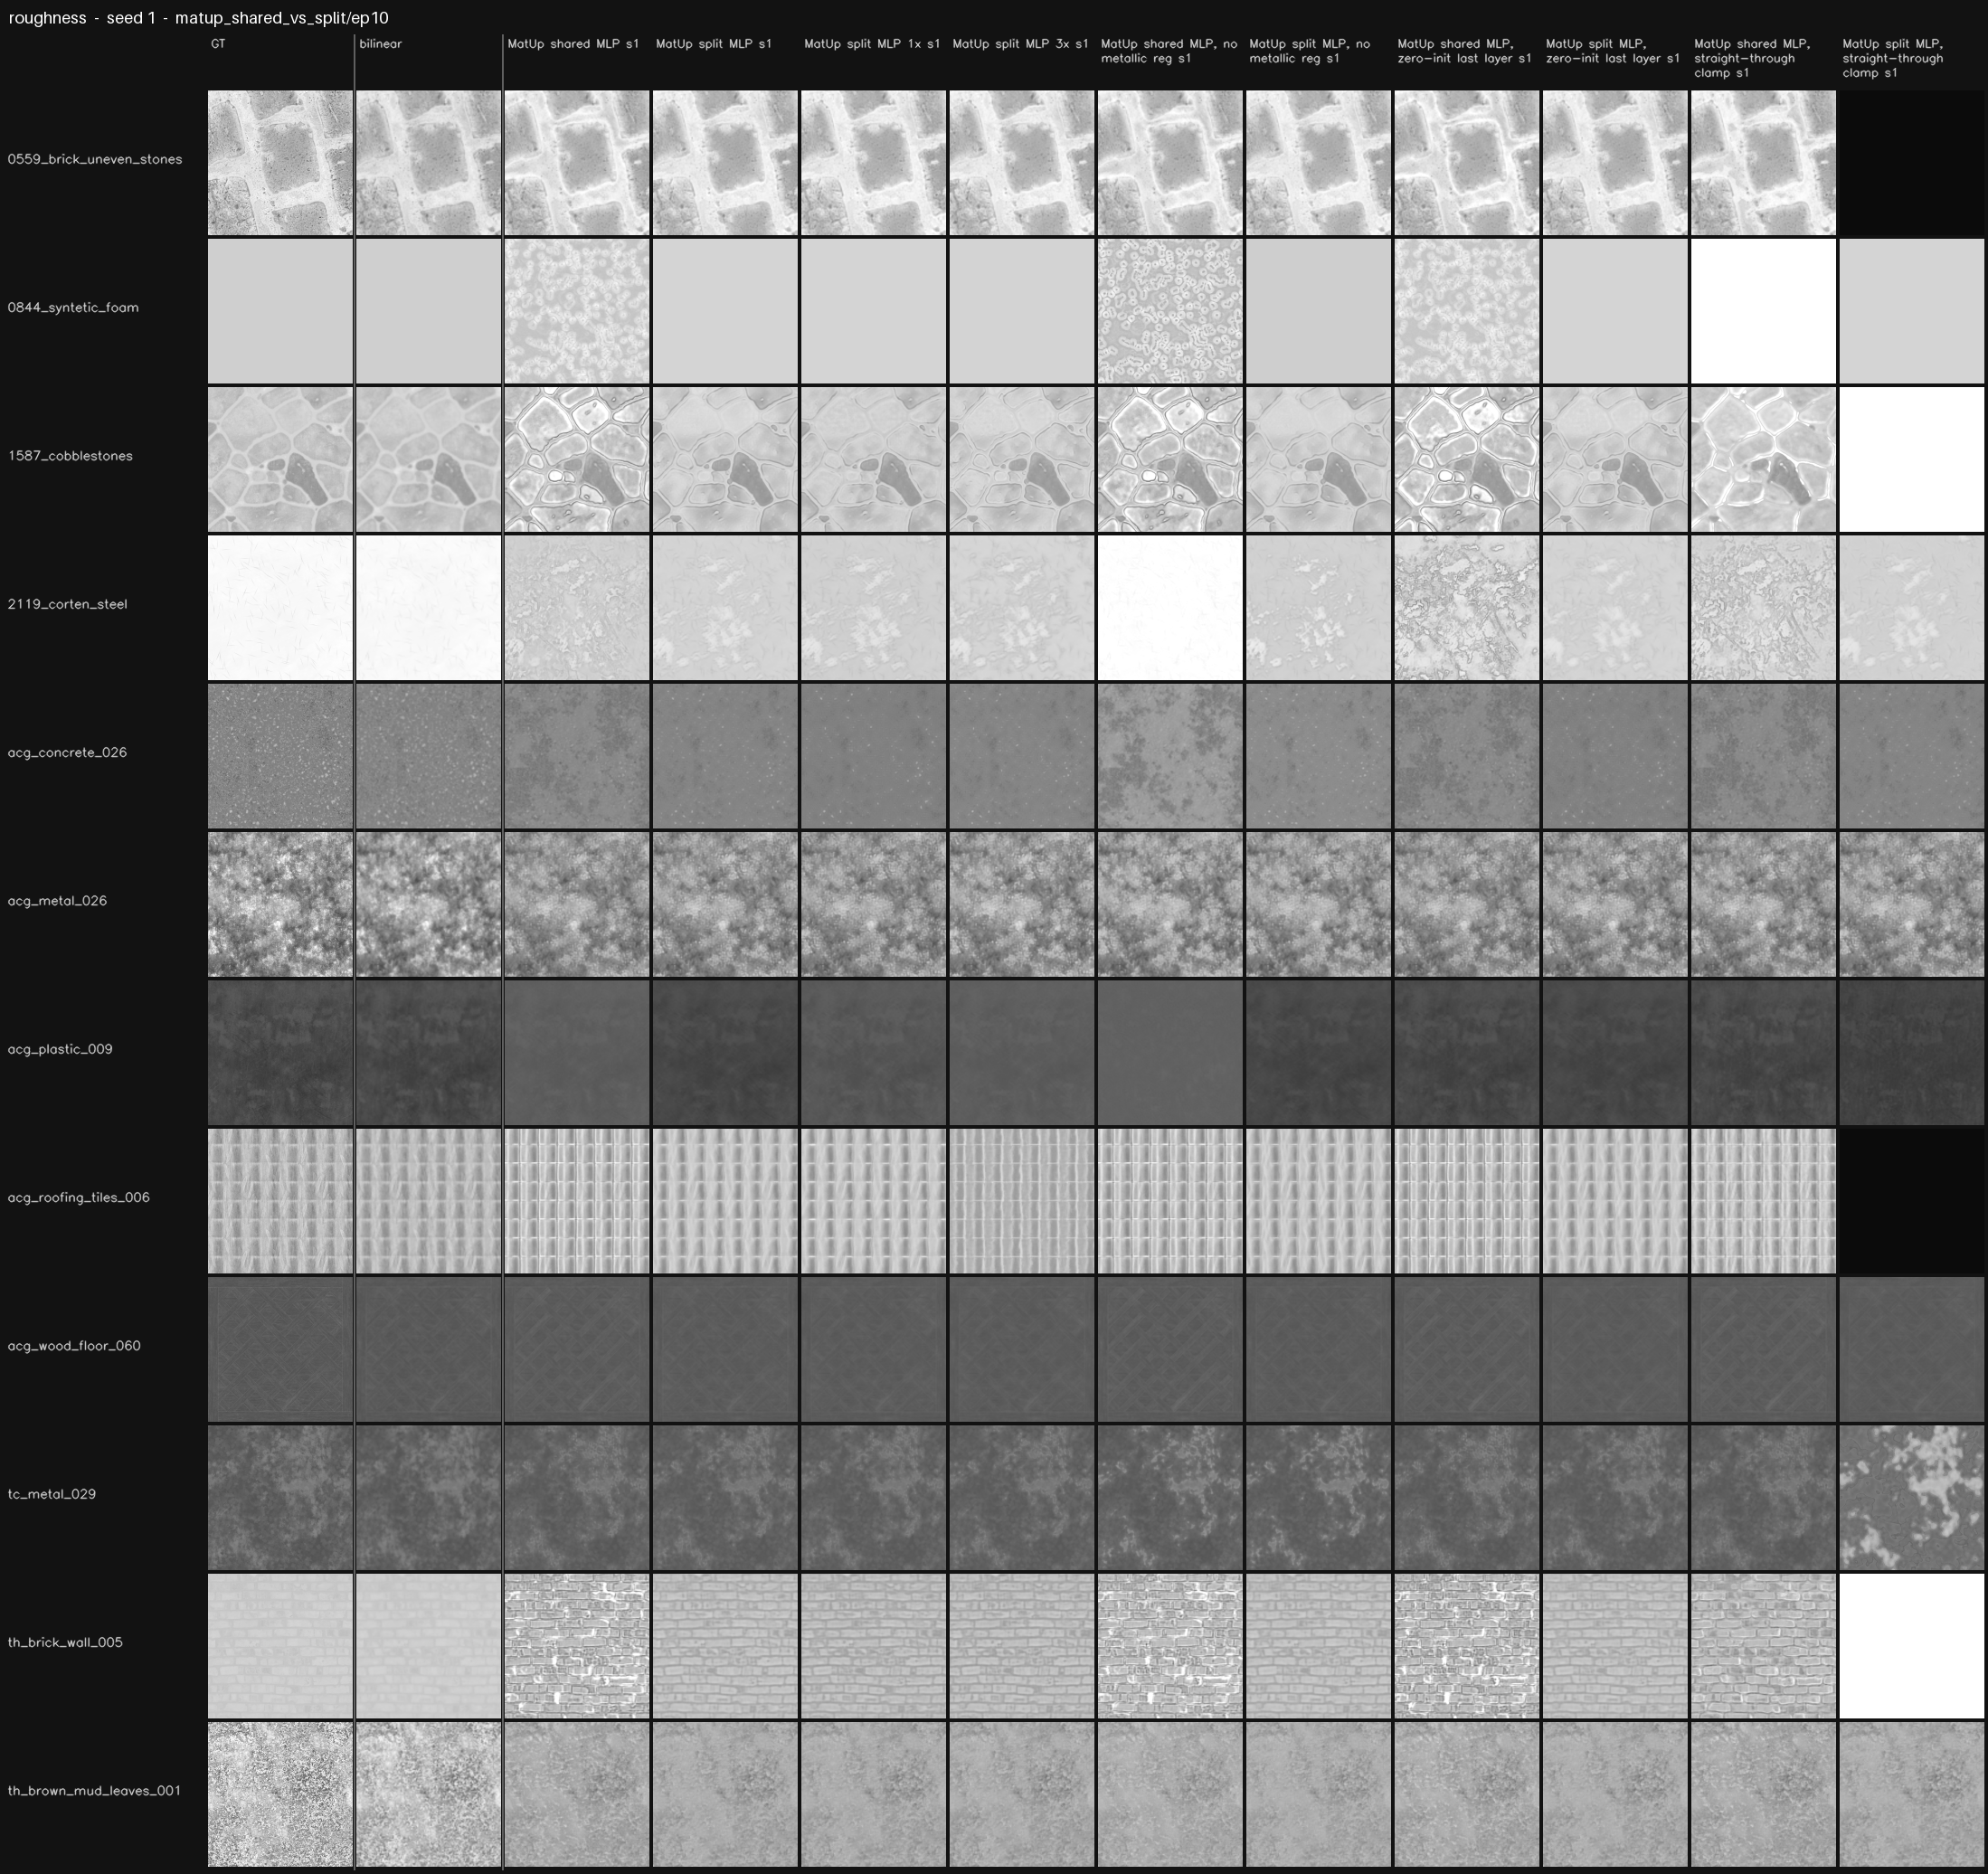 roughness - seed 1 - matup_shared_vs_split/ep10
GT
bilinear
MatUp shared MLP s1
MatUp split MLP s1
MatUp split MLP 1x s1
MatUp split MLP 3x s1
MatUp shared MLP, no
metallic reg s1
MatUp split MLP, no
metallic reg s1
MatUp shared MLP,
zero-init last layer s1
MatUp split MLP,
zero-init last layer s1
MatUp shared MLP,
straight-through
clamp s1
MatUp split MLP,
straight-through
clamp s1
0559_brick_uneven_stones
0844_syntetic_foam
1587_cobblestones
2119_corten_steel
acg_concrete_026
acg_metal_026
acg_plastic_009
acg_roofing_tiles_006
acg_wood_floor_060
tc_metal_029
th_brick_wall_005
th_brown_mud_leaves_001